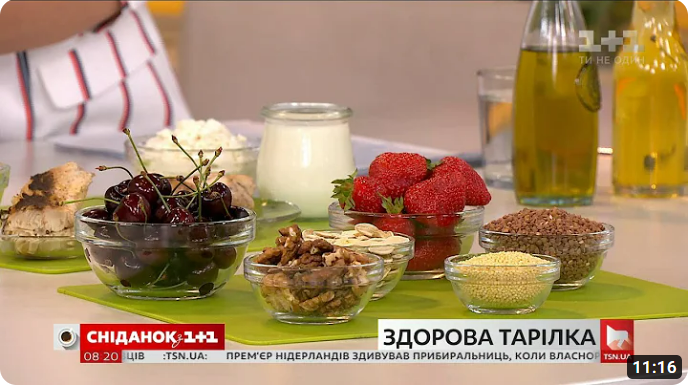 1+1
ТИ НЕ ОДИН
ЗДОРОВА ТАРІЛКА
СНІДАНОК З 1+1
08 20
ЦІВ :TSN.UA: ПРЕМ'ЄР НІДЕРЛАНДІВ ЗДИВУВАВ ПРИБИРАЛЬНИЦЬ, КОЛИ ВЛАСНОР
TSN.UA
11:16